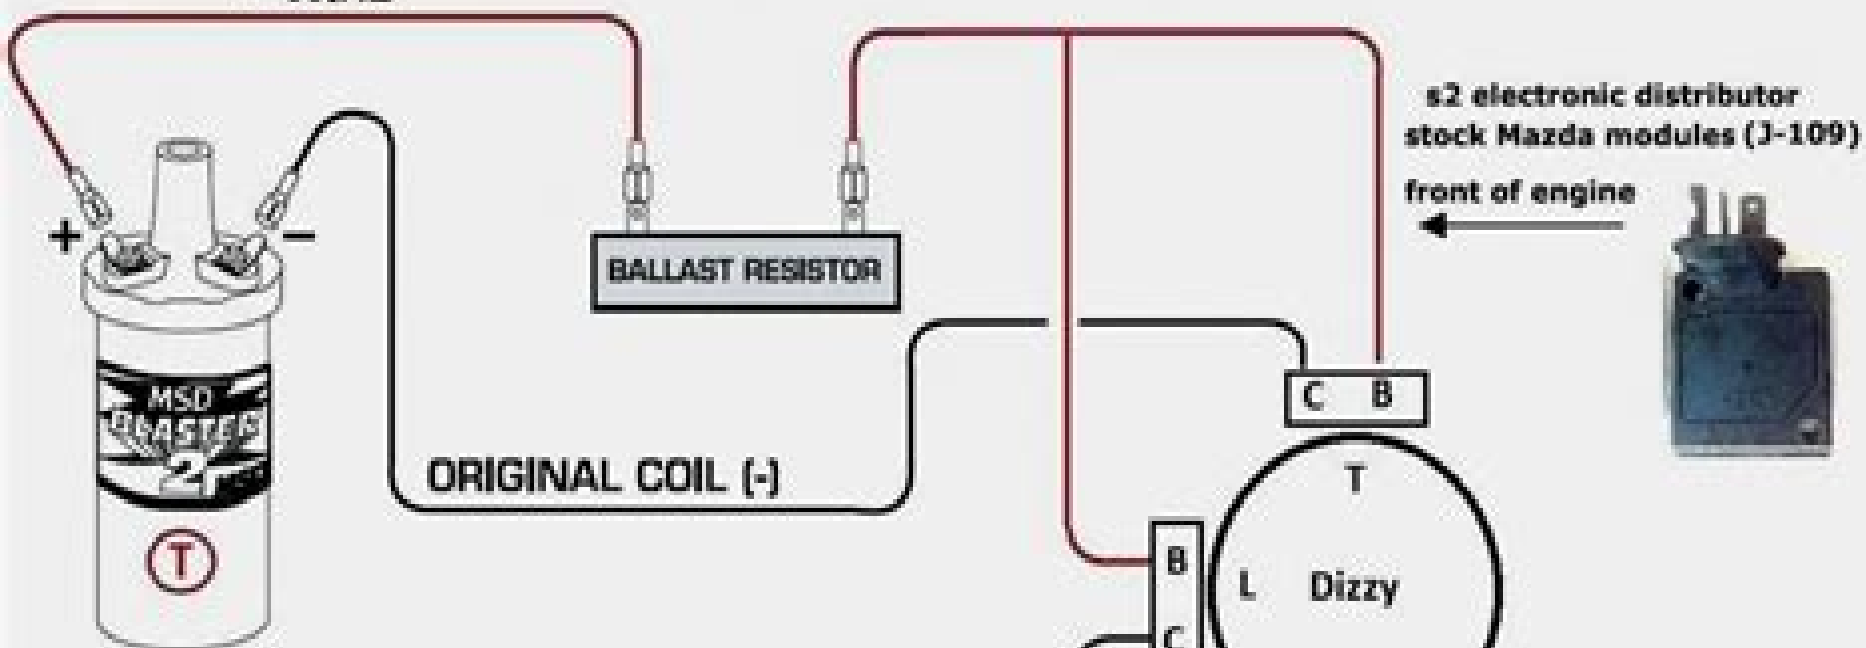 s2 electronic distributor
stock Mazda modules (J-109)
front of engine
+
−
BALLAST RESISTOR
C B
MSD
BLASTER
2
ORIGINAL COIL (-)
T
T
B
L Dizzy
C